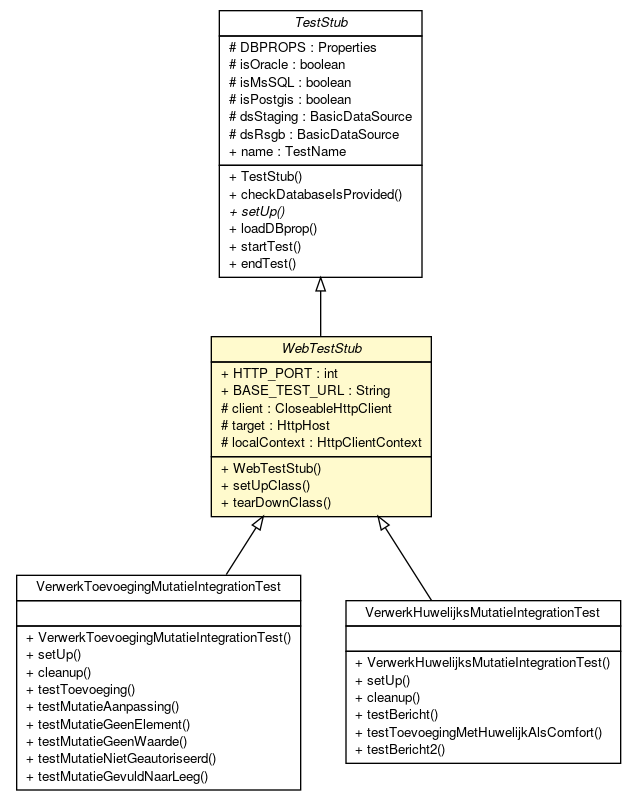 TestStub
# DBPROPS : Properties
# isOracle : boolean
# isMsSQL : boolean
# isPostgis : boolean
# dsStaging : BasicDataSource
# dsRsgb : BasicDataSource
+ name : TestName
+ TestStub()
+ checkDatabaseIsProvided()
+ setUp()
+ loadDBprop()
+ startTest()
+ endTest()
WebTestStub
+ HTTP_PORT : int
+ BASE_TEST_URL : String
# client : CloseableHttpClient
# target : HttpHost
# localContext : HttpClientContext
+ WebTestStub()
+ setUpClass()
+ tearDownClass()
VerwerkToevoegingMutatieIntegrationTest
+ VerwerkToevoegingMutatieIntegrationTest()
+ setUp()
+ cleanup()
+ testToevoeging()
+ testMutatieAanpassing()
+ testMutatieGeenElement()
+ testMutatieGeenWaarde()
+ testMutatieNietGeautoriseerd()
+ testMutatieGevuldNaarLeeg()
VerwerkHuwelijksMutatieIntegrationTest
+ VerwerkHuwelijksMutatieIntegrationTest()
+ setUp()
+ cleanup()
+ testBericht()
+ testToevoegingMetHuwelijkAlsComfort()
+ testBericht2()